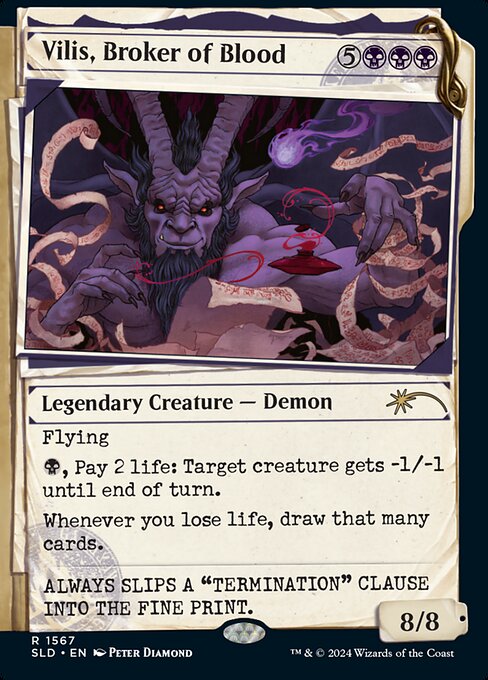 Vilis, Broker of Blood 5
Legendary Creature — Demon
Flying
, Pay 2 life: Target creature gets -1/-1
until end of turn.
Whenever you lose life, draw that many
cards.
ALWAYS SLIPS A “TERMINATION” CLAUSE
INTO THE FINE PRINT.
8/8
R 1567
SLD • EN PETER DIAMOND
™ & © 2024 Wizards of the Coast